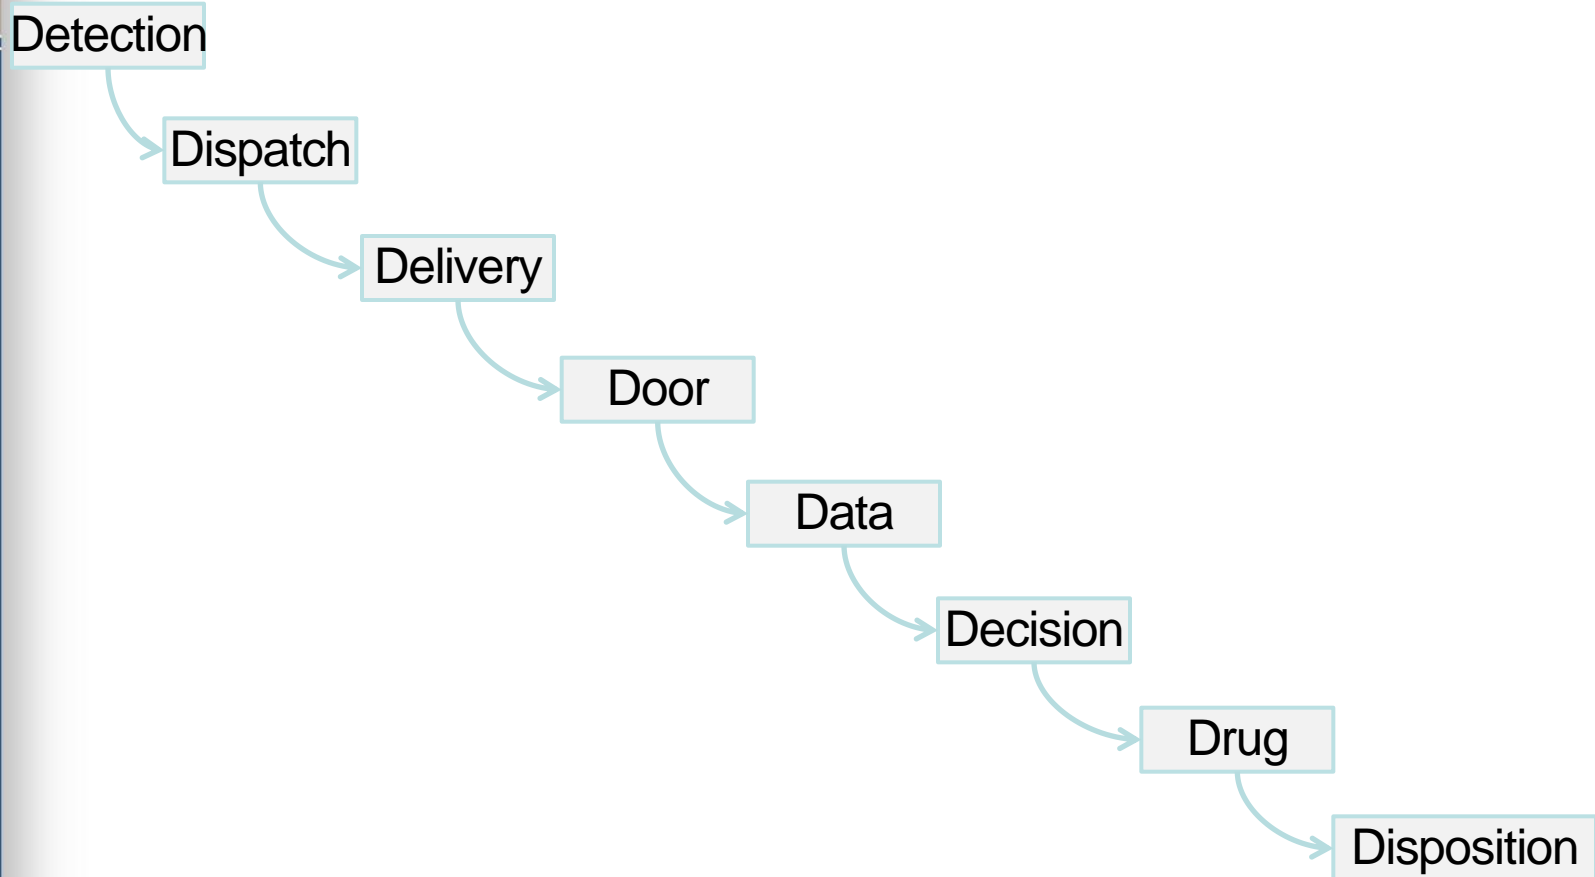 Detection
Dispatch
Delivery
Door
Data
Decision
Drug
Disposition